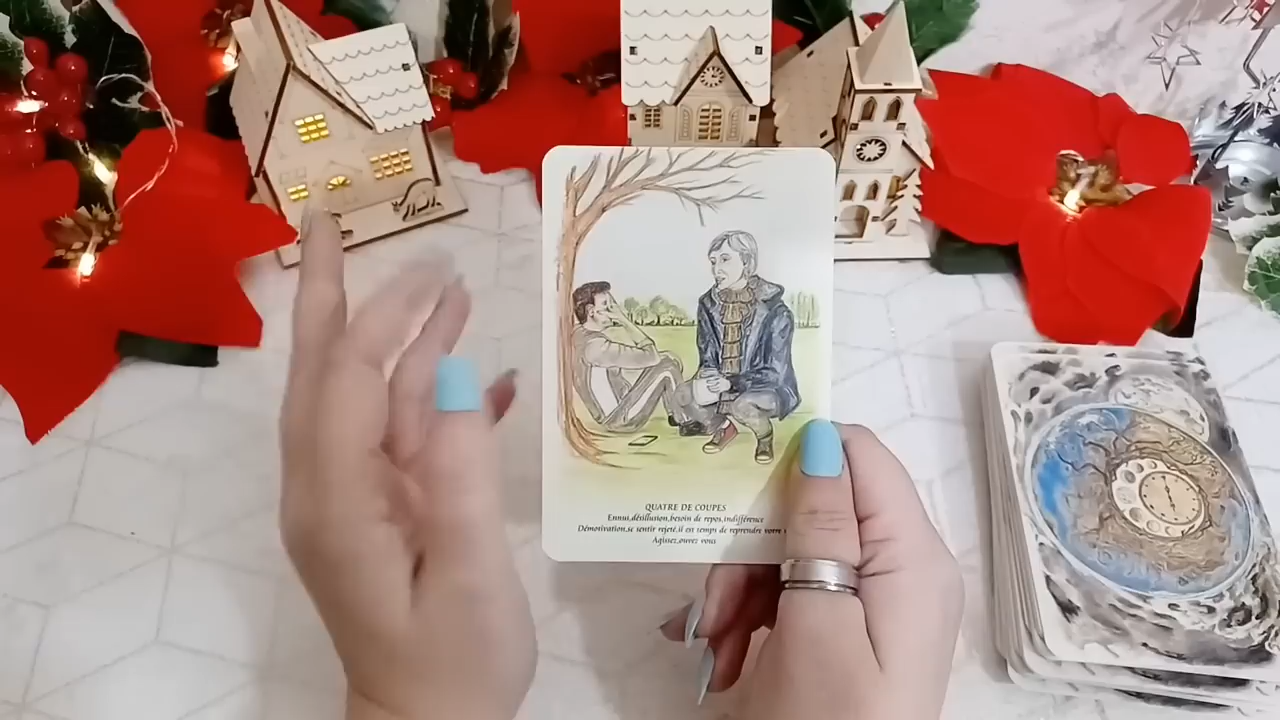 QUATRE DE COUPES
Ennui,désillusion,besoin de repos,indifférence
Démotivation,se sentir rejeté,il est temps de reprendre votre
Agissez,ouvrez vous